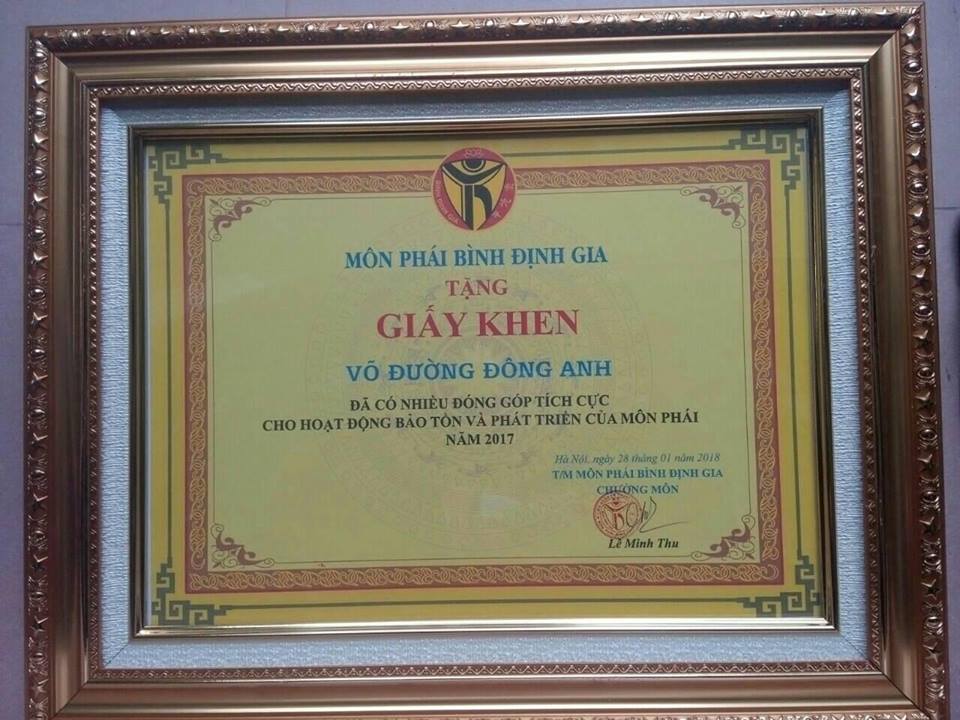 MÔN PHÁI BÌNH ĐỊNH GIA
TẶNG
GIẤY KHEN
VÕ ĐƯỜNG ĐÔNG ANH
ĐÃ CÓ NHIỀU ĐÓNG GÓP TÍCH CỰC
CHO HOẠT ĐỘNG BẢO TỒN VÀ PHÁT TRIỂN CỦA MÔN PHÁI
NĂM 2017
Hà Nội, ngày 28 tháng 01 năm 2018
T/M MÔN PHÁI BÌNH ĐỊNH GIA
CHƯỞNG MÔN
Lê Minh Thu